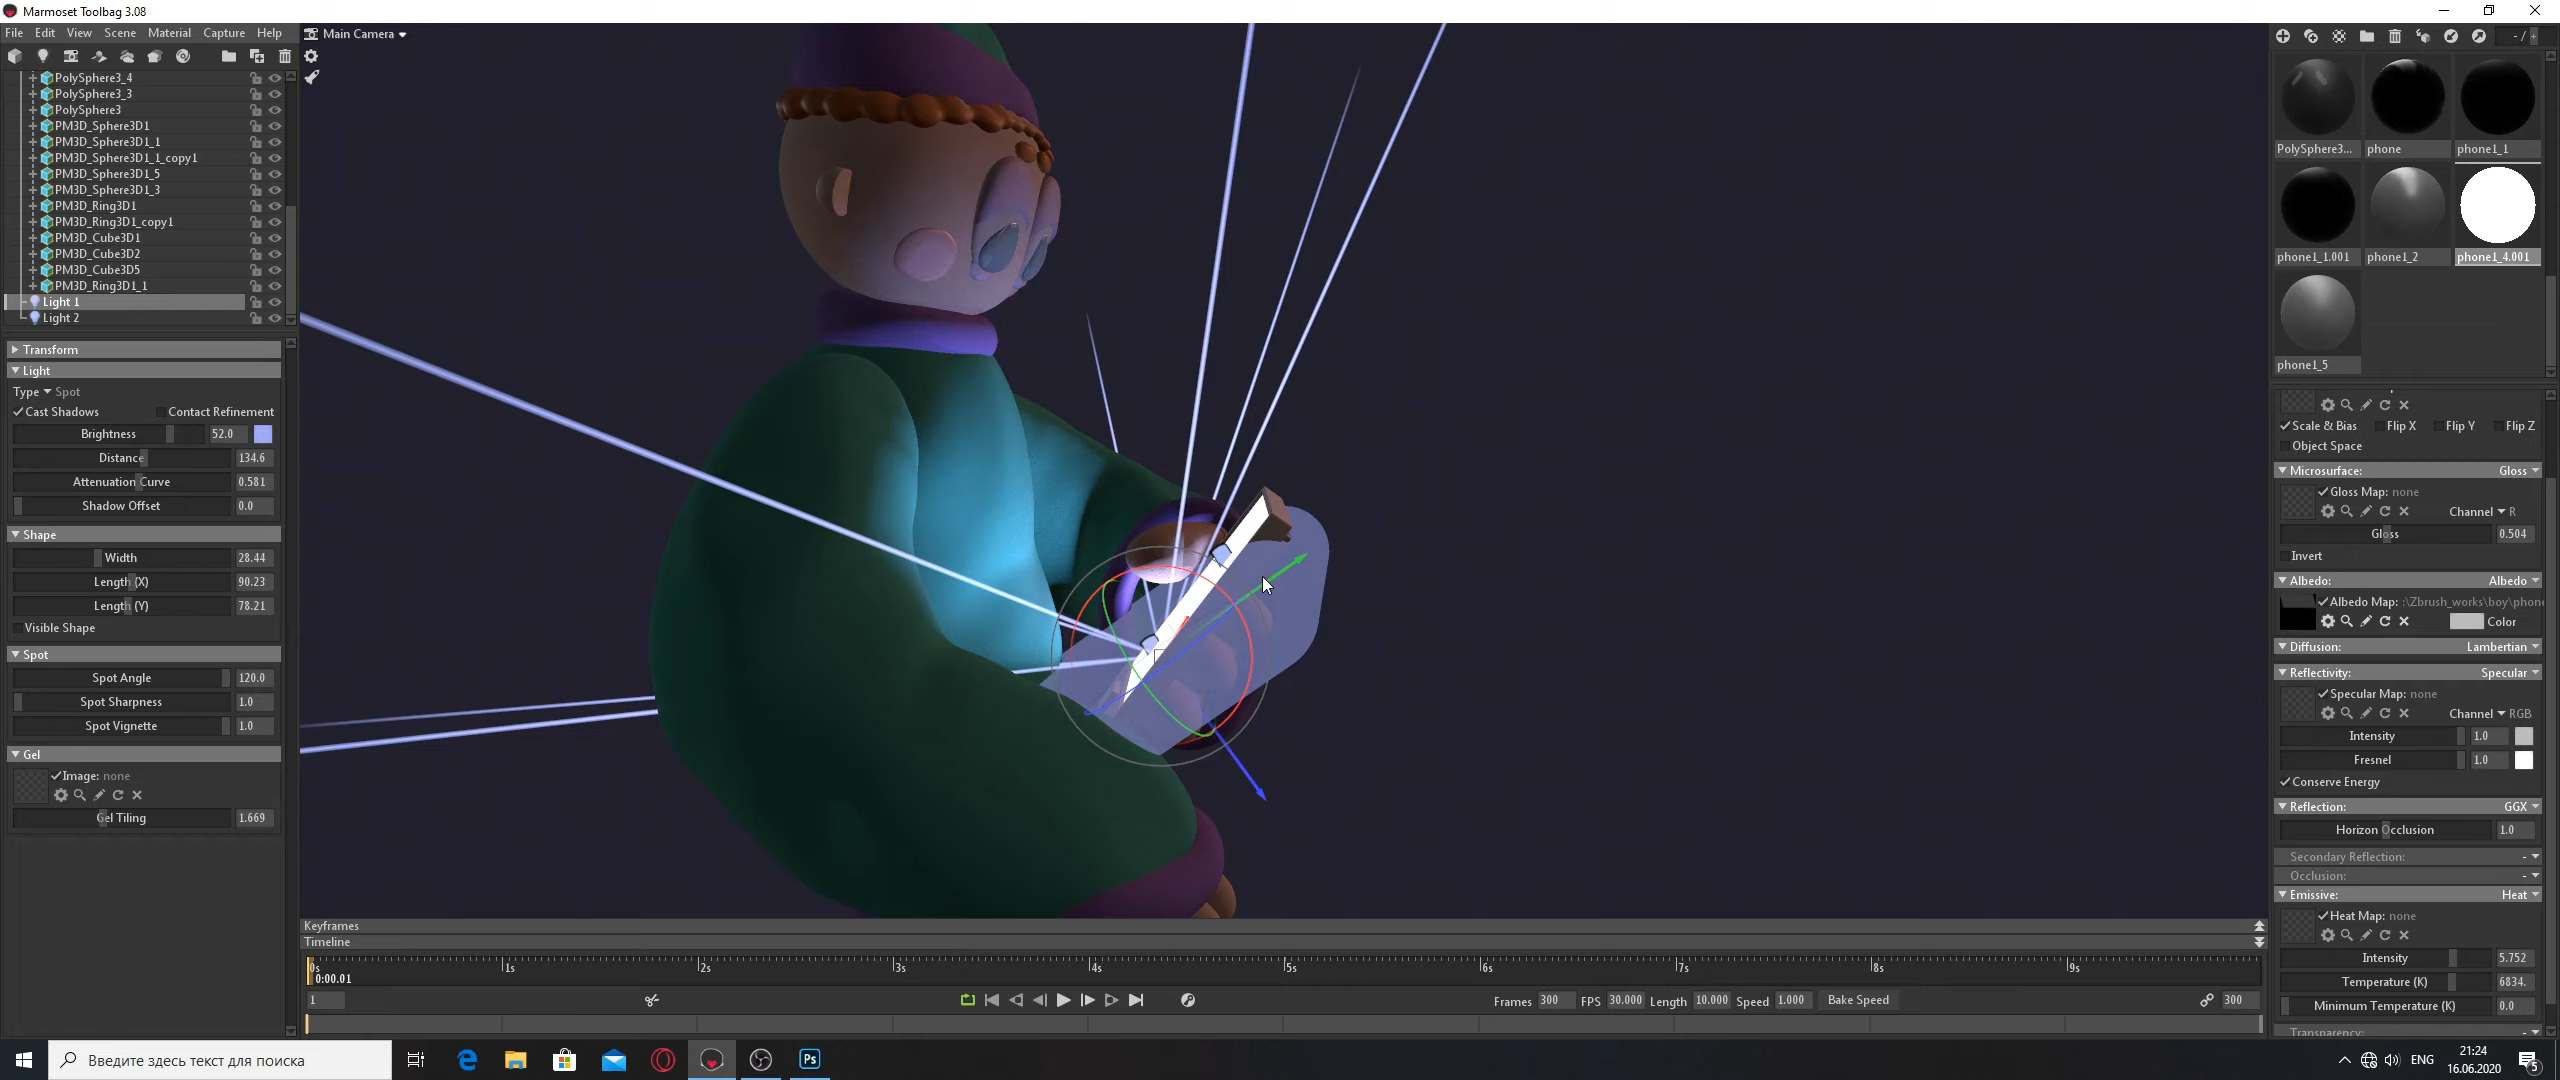 Marmoset Toolbag 3.08
File Edit View Scene Material Capture Help
Main Camera
PolySphere3_4
PolySphere3_3
PolySphere3
PM3D_Sphere3D1
PM3D_Sphere3D1_1
PM3D_Sphere3D1_1_copy1
PM3D_Sphere3D1_5
PM3D_Sphere3D1_3
PM3D_Ring3D1
PM3D_Ring3D1_copy1
PM3D_Cube3D1
PM3D_Cube3D2
PM3D_Cube3D5
PM3D_Ring3D1_1
Light 1
Light 2
Transform
Light
Type Spot
Cast Shadows Contact Refinement
Brightness 52.0
Distance 134.6
Attenuation Curve 0.581
Shadow Offset 0.0
Shape
Width 28.44
Length (X) 90.23
Length (Y) 78.21
Visible Shape
Spot
Spot Angle 120.0
Spot Sharpness 1.0
Spot Vignette 1.0
Gel
Image: none
Gel Tiling 1.669
Keyframes
Timeline
0s 1s 2s 3s 4s 5s 6s 7s 8s 9s
0:00.01
1 Frames 300 FPS 30.000 Length 10.000 Speed 1.000 Bake Speed 300
PolySphere3... phone phone1_1
phone1_1.001 phone1_2 phone1_4.001
phone1_5
Scale & Bias Flip X Flip Y Flip Z
Object Space
Microsurface: Gloss
Gloss Map: none
Channel R
Gloss 0.504
Invert
Albedo: Albedo
Albedo Map: :\Zbrush_works\boy\phone
Color
Diffusion: Lambertian
Reflectivity: Specular
Specular Map: none
Channel RGB
Intensity 1.0
Fresnel 1.0
Conserve Energy
Reflection: GGX
Horizon Occlusion 1.0
Secondary Reflection: -
Occlusion: -
Emissive: Heat
Heat Map: none
Intensity 5.752
Temperature (K) 6834.
Minimum Temperature (K) 0.0
Transparency: -
Введите здесь текст для поиска
Ps
ENG
21:24
16.06.2020
5